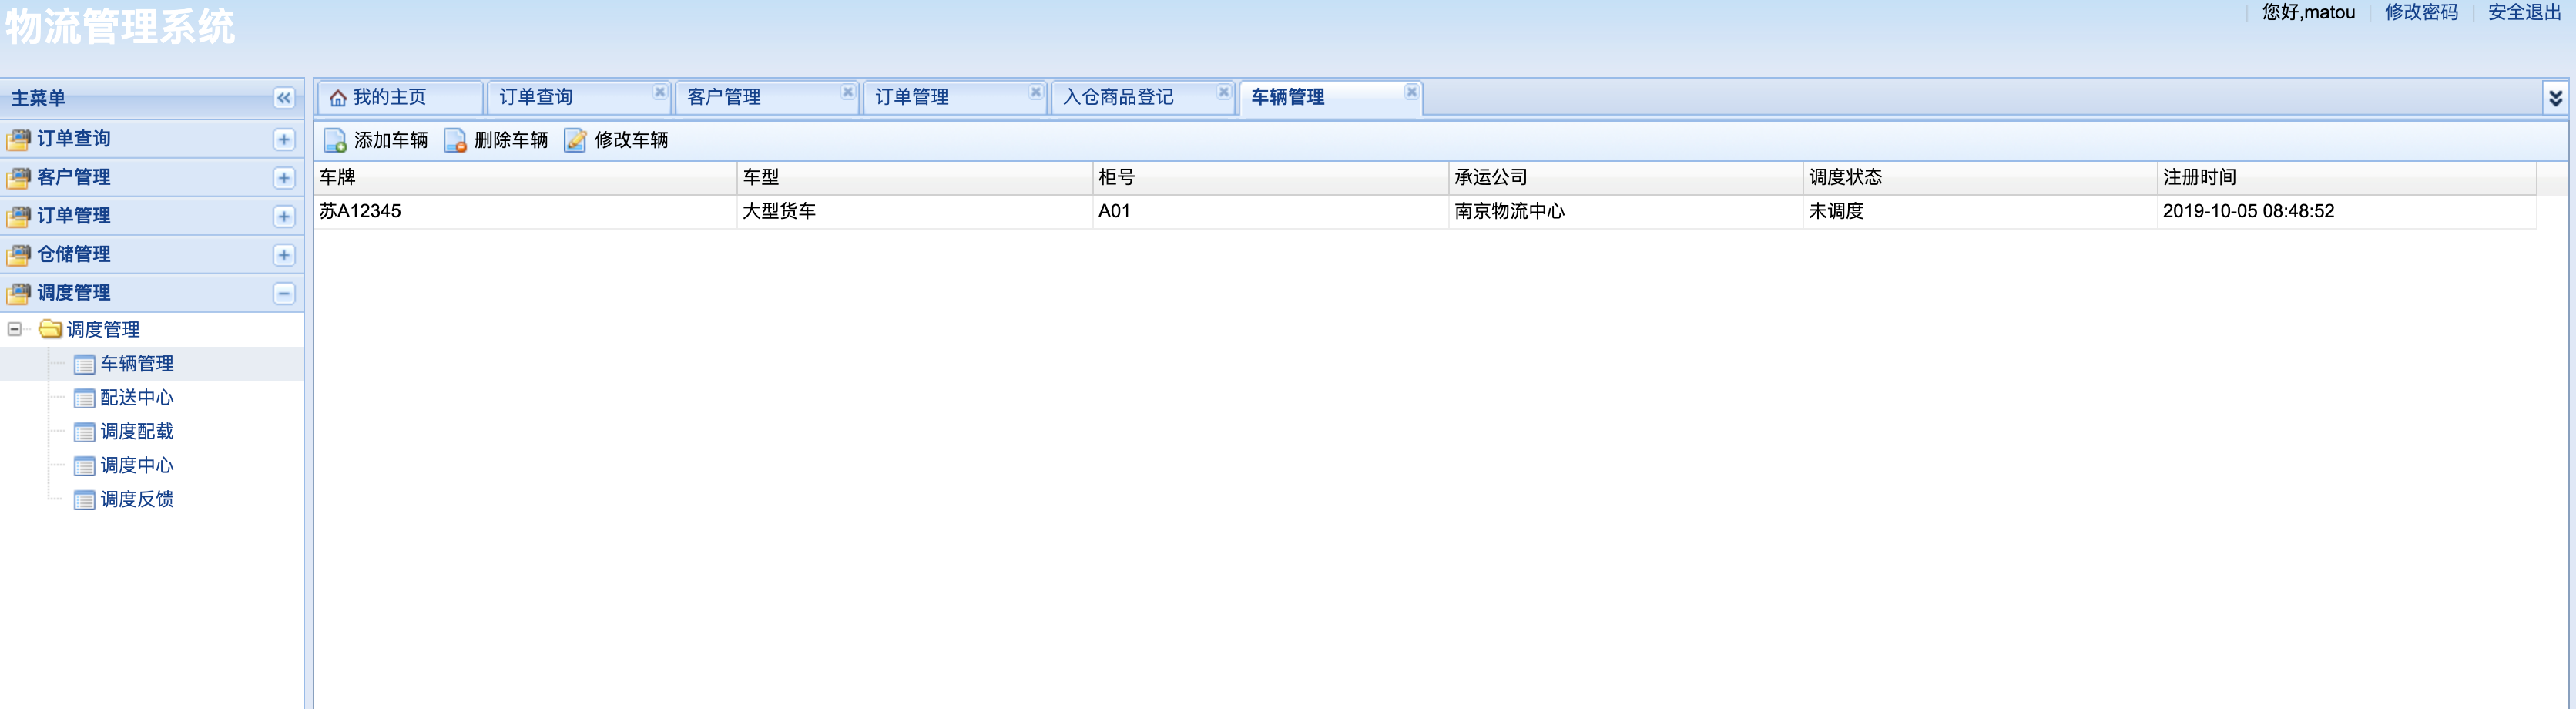 物流管理系统
您好,matou 修改密码 安全退出
主菜单
我的主页 订单查询 客户管理 订单管理 入仓商品登记 车辆管理
订单查询
客户管理
订单管理
仓储管理
调度管理
调度管理
车辆管理
配送中心
调度配载
调度中心
调度反馈
添加车辆 删除车辆 修改车辆
车牌 车型 柜号 承运公司 调度状态 注册时间
苏A12345 大型货车 A01 南京物流中心 未调度 2019-10-05 08:48:52